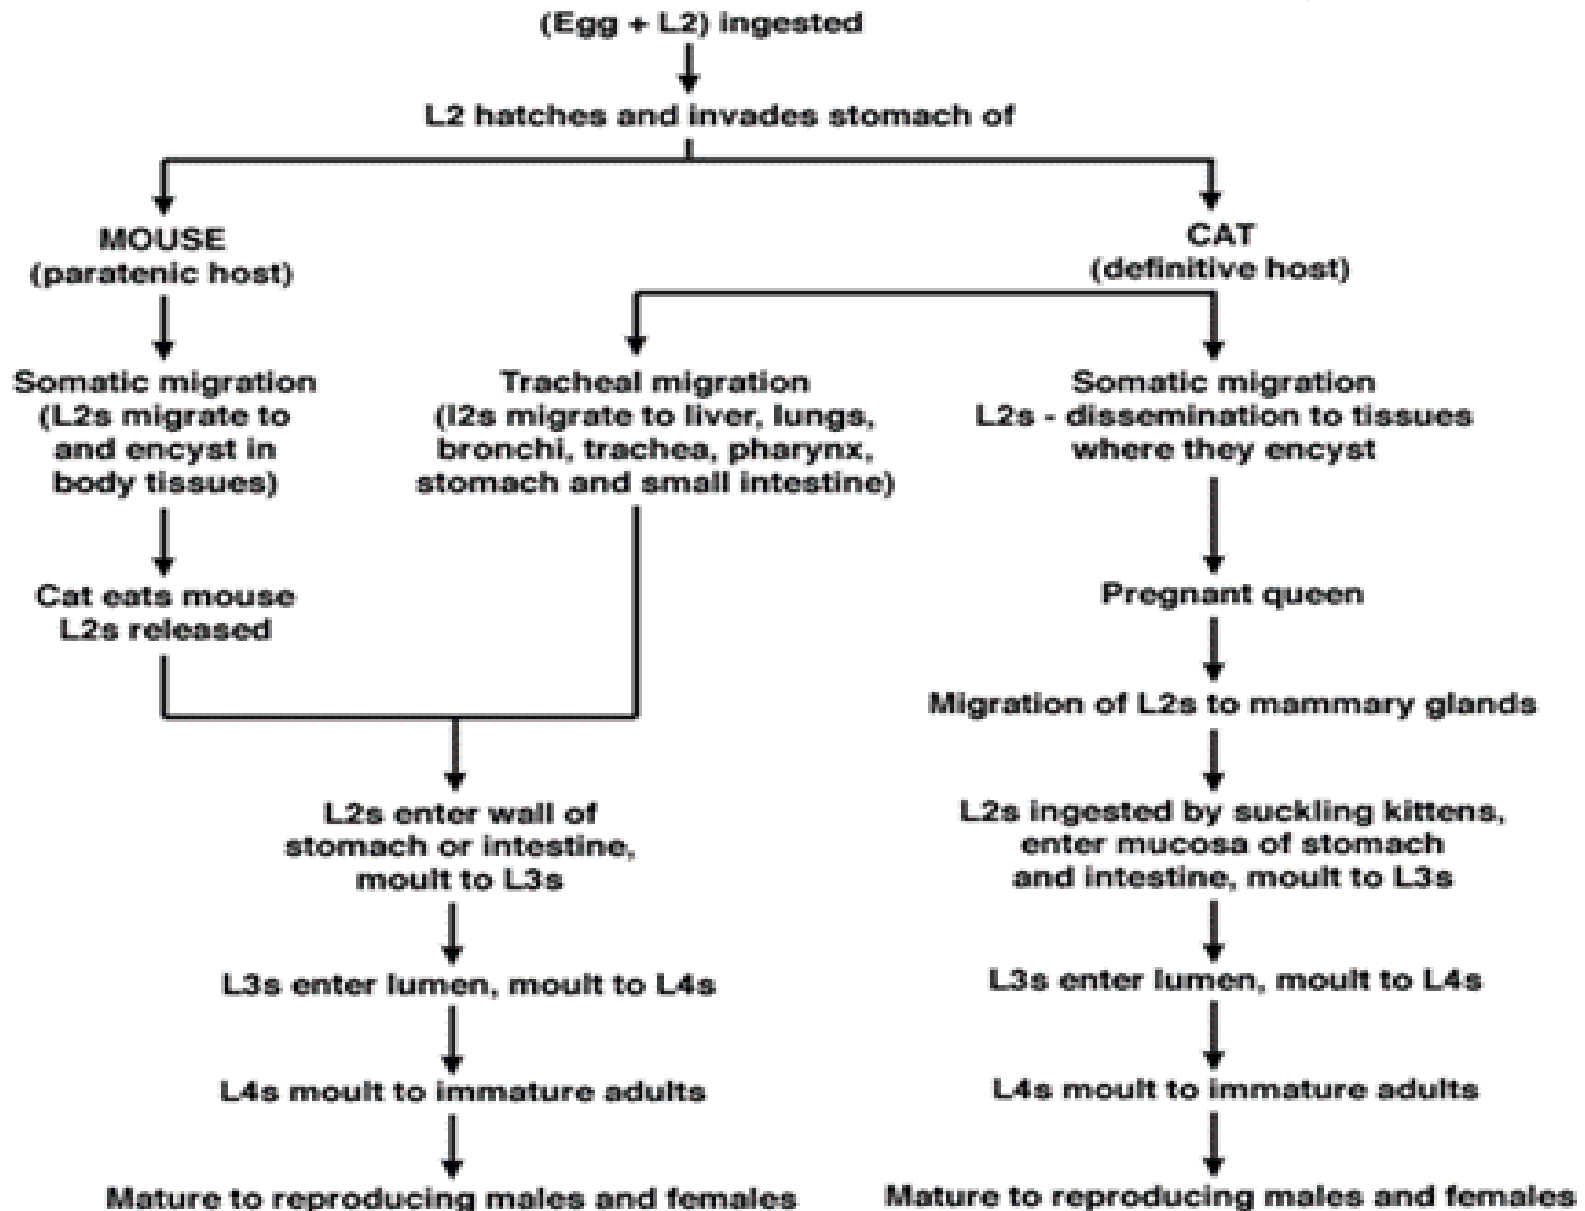 (Egg + L2) ingested
L2 hatches and invades stomach of
MOUSE
(paratenic host)
CAT
(definitive host)
Somatic migration
(L2s migrate to
and encyst in
body tissues)
Tracheal migration
(l2s migrate to liver, lungs,
bronchi, trachea, pharynx,
stomach and small intestine)
Somatic migration
L2s - dissemination to tissues
where they encyst
Cat eats mouse
L2s released
Pregnant queen
Migration of L2s to mammary glands
L2s enter wall of
stomach or intestine,
moult to L3s
L2s ingested by suckling kittens,
enter mucosa of stomach
and intestine, moult to L3s
L3s enter lumen, moult to L4s
L3s enter lumen, moult to L4s
L4s moult to immature adults
L4s moult to immature adults
Mature to reproducing males and females
Mature to reproducing males and females